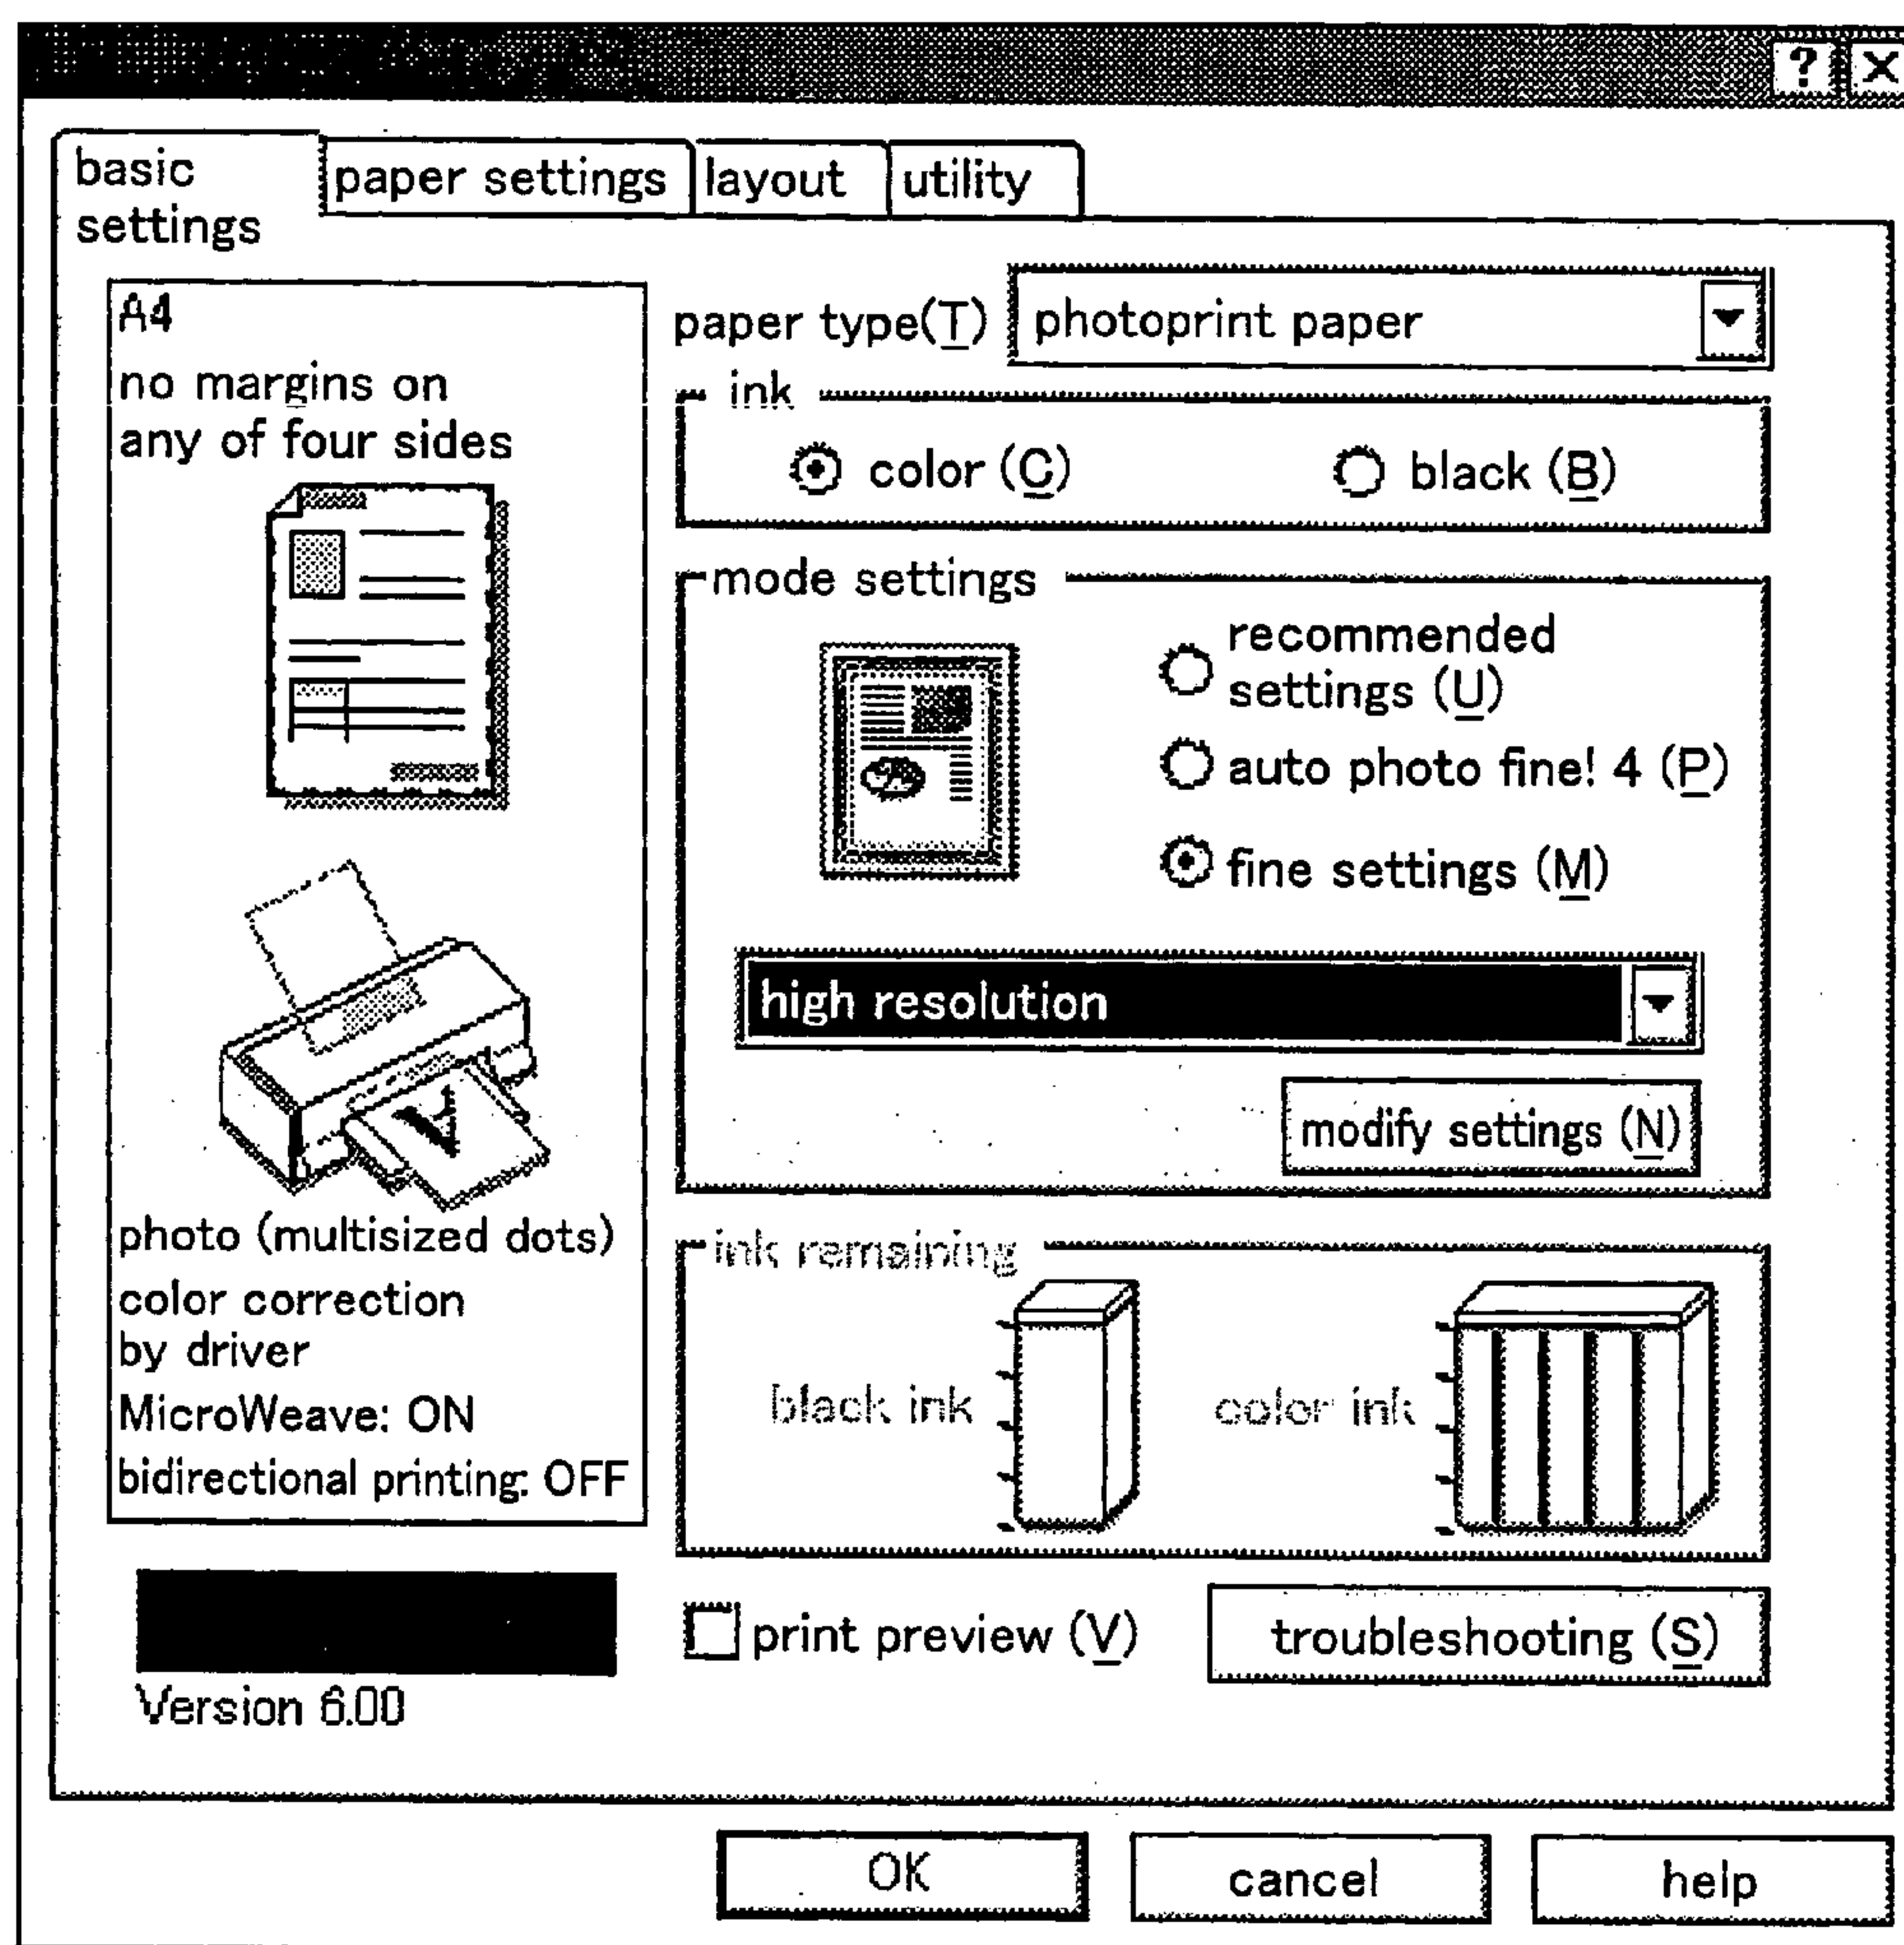 ? X
basic
settings
paper settings
layout
utility
A4
no margins on
any of four sides
photo (multisized dots)
color correction
by driver
MicroWeave: ON
bidirectional printing: OFF
Version 6.00
paper type(T)
photoprint paper
ink
color (C)
black (B)
mode settings
recommended
settings (U)
auto photo fine! 4 (P)
fine settings (M)
high resolution
modify settings (N)
ink remaining
black ink
color ink
print preview (V)
troubleshooting (S)
OK
cancel
help